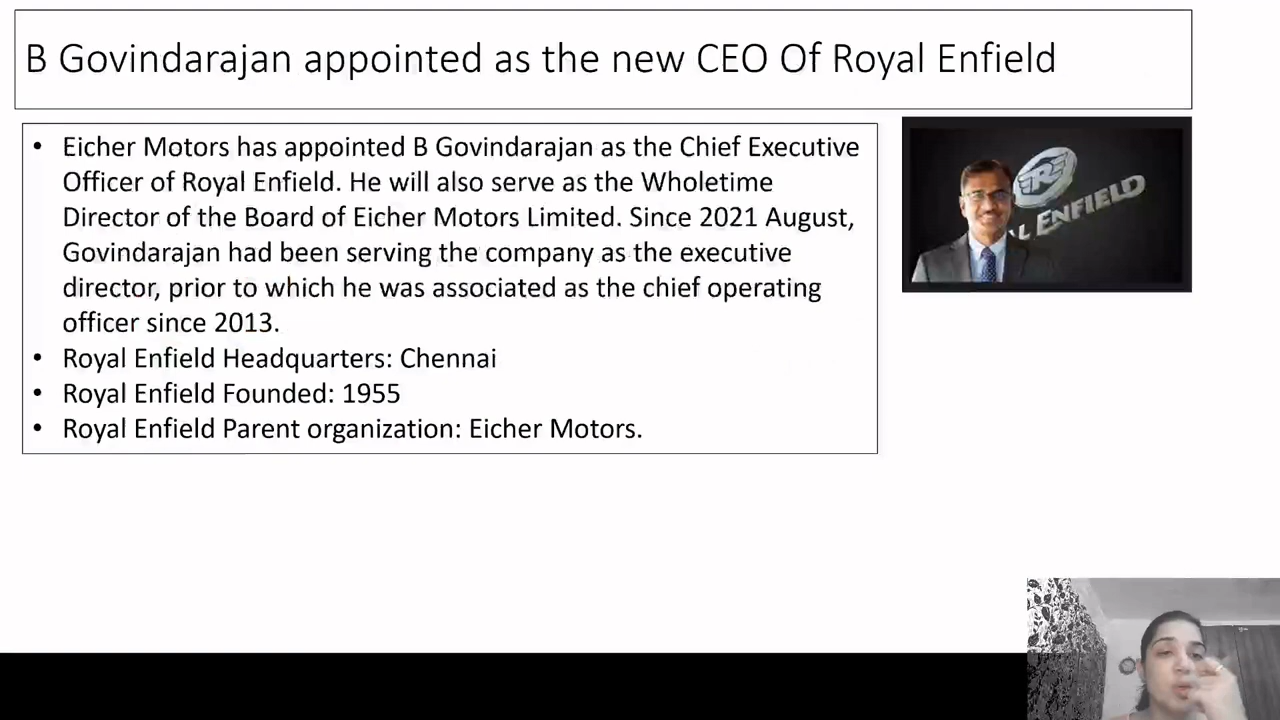 B Govindarajan appointed as the new CEO Of Royal Enfield
• Eicher Motors has appointed B Govindarajan as the Chief Executive
Officer of Royal Enfield. He will also serve as the Wholetime
Director of the Board of Eicher Motors Limited. Since 2021 August,
Govindarajan had been serving the company as the executive
director, prior to which he was associated as the chief operating
officer since 2013.
• Royal Enfield Headquarters: Chennai
• Royal Enfield Founded: 1955
• Royal Enfield Parent organization: Eicher Motors.
R
L ENFIELD